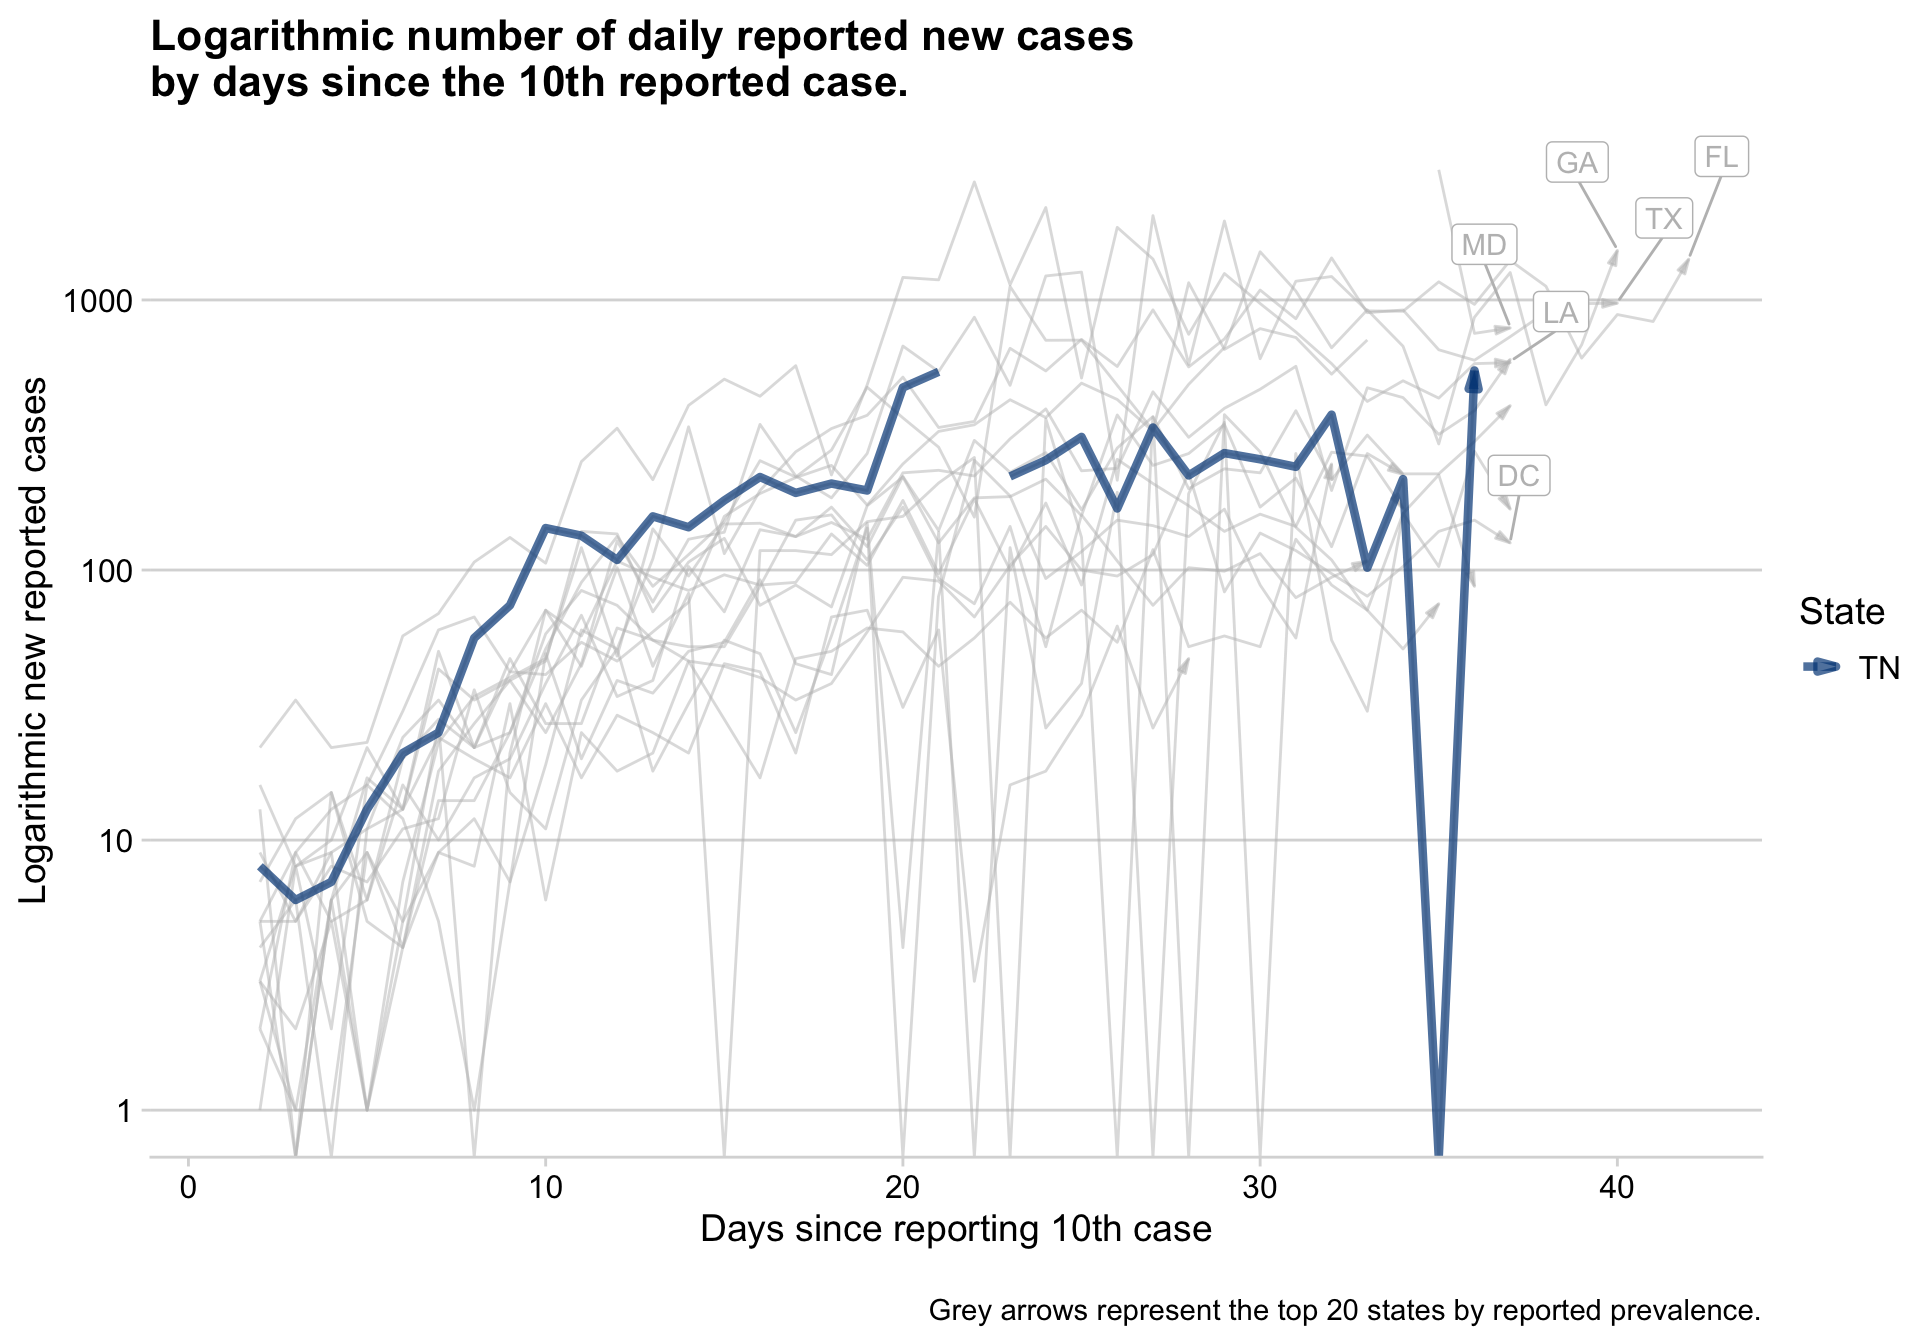 Logarithmic number of daily reported new cases
by days since the 10th reported case.
GA
FL
TX
MD
LA
DC
1000
100
10
1
Logarithmic new reported cases
0
10
20
30
40
Days since reporting 10th case
State
TN
Grey arrows represent the top 20 states by reported prevalence.